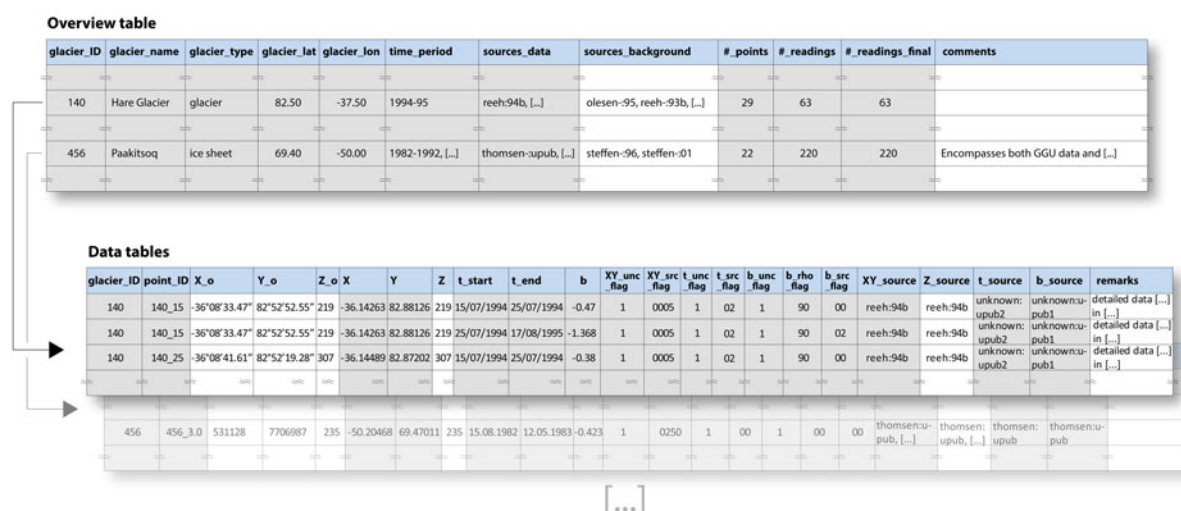 Overview table
glacier_ID glacier_name glacier_type glacier_lat glacier_lon time_period sources_data sources_background #_points #_readings #_readings_final comments
140 Hare Glacier glacier 82.50 -37.50 1994-95 reeh:94b, [...] olesen-:95, reeh-:93b, [...] 29 63 63
456 Paakitsoq ice sheet 69.40 -50.00 1982-1992, [...] thomsen-:upub, [...] steffen-:96, steffen-:01 22 220 220 Encompasses both GGU data and [...]
Data tables
glacier_ID point_ID X_o Y_o Z_o X Y Z t_start t_end b XY_unc_flag XY_src_flag t_unc_flag t_src_flag b_unc_flag b_rho_flag b_src_flag XY_source Z_source t_source b_source remarks
140 140_15 -36°08'33.47" 82°52'52.55" 219 -36.14263 82.88126 219 15/07/1994 25/07/1994 -0.47 1 0005 1 02 1 90 00 reeh:94b reeh:94b unknown:upub2 unknown:u-pub1 detailed data [...] in [...]
140 140_15 -36°08'33.47" 82°52'52.55" 219 -36.14263 82.88126 219 25/07/1994 17/08/1995 -1.368 1 0005 1 02 1 90 02 reeh:94b reeh:94b unknown:upub2 unknown:u-pub1 detailed data [...] in [...]
140 140_25 -36°08'41.61" 82°52'19.28" 307 -36.14489 82.87202 307 15/07/1994 25/07/1994 -0.38 1 0005 1 02 1 90 00 reeh:94b reeh:94b unknown:upub2 unknown:u-pub1 detailed data [...] in [...]
456 456_3.0 531128 7706987 235 -50.20468 69.47011 235 15.08.1982 12.05.1983 -0.423 1 0250 1 00 1 00 00 thomsen:u-pub, [...] thomsen:upub, [...] thomsen:upub thomsen:u-pub
[...]